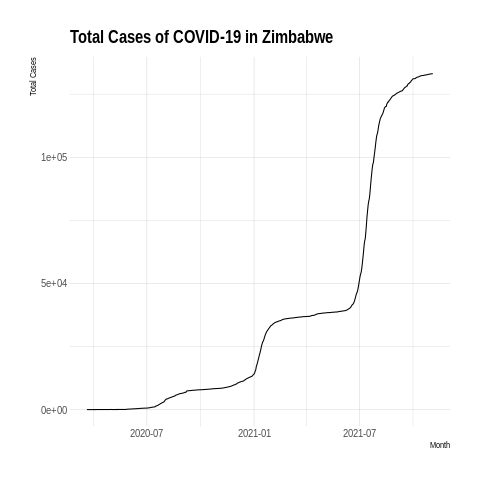 Total Cases of COVID-19 in Zimbabwe
Total Cases
1e+05
5e+04
0e+00
2020-07 2021-01 2021-07
Month